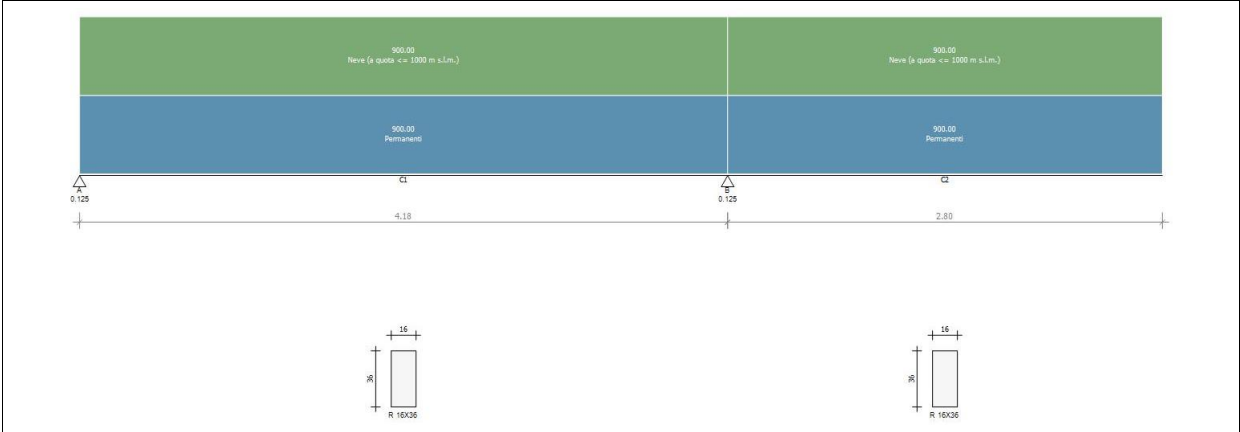 900.00
Neve (a quota <= 1000 m s.l.m.)
900.00
Neve (a quota <= 1000 m s.l.m.)
900.00
Permanenti
900.00
Permanenti
C1
C2
A
0.125
B
0.125
4.18
2.80
16
36
R 16X36
16
36
R 16X36